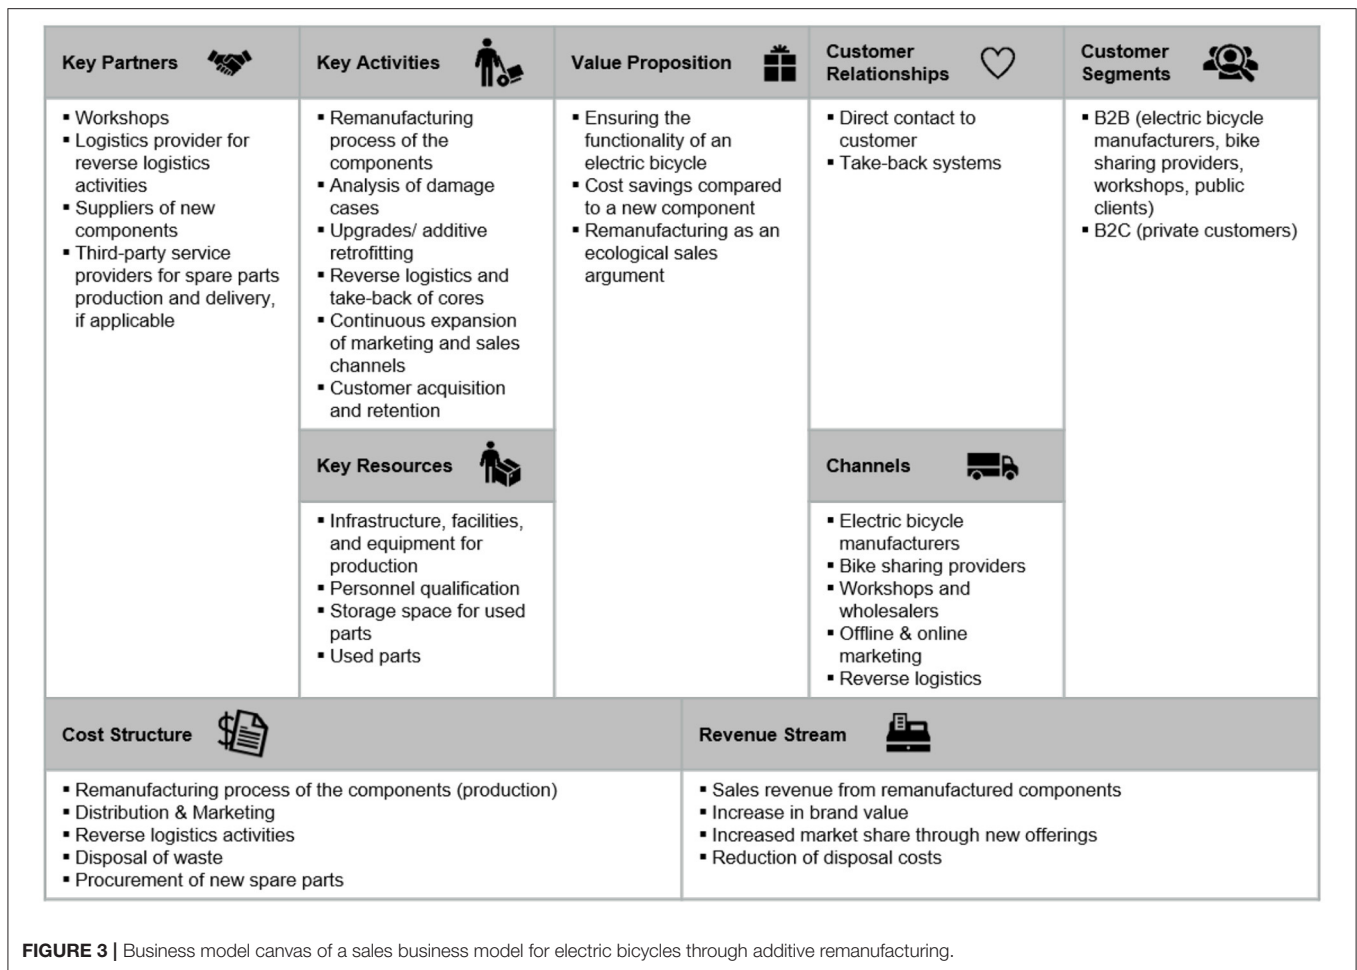 Key Partners
▪ Workshops
▪ Logistics provider for
reverse logistics
activities
▪ Suppliers of new
components
▪ Third-party service
providers for spare parts
production and delivery,
if applicable
Key Activities
▪ Remanufacturing
process of the
components
▪ Analysis of damage
cases
▪ Upgrades/ additive
retrofitting
▪ Reverse logistics and
take-back of cores
▪ Continuous expansion
of marketing and sales
channels
▪ Customer acquisition
and retention
Key Resources
▪ Infrastructure, facilities,
and equipment for
production
▪ Personnel qualification
▪ Storage space for used
parts
▪ Used parts
Value Proposition
▪ Ensuring the
functionality of an
electric bicycle
▪ Cost savings compared
to a new component
▪ Remanufacturing as an
ecological sales
argument
Customer
Relationships
▪ Direct contact to
customer
▪ Take-back systems
Channels
▪ Electric bicycle
manufacturers
▪ Bike sharing providers
▪ Workshops and
wholesalers
▪ Offline & online
marketing
▪ Reverse logistics
Customer
Segments
▪ B2B (electric bicycle
manufacturers, bike
sharing providers,
workshops, public
clients)
▪ B2C (private customers)
Cost Structure
$
▪ Remanufacturing process of the components (production)
▪ Distribution & Marketing
▪ Reverse logistics activities
▪ Disposal of waste
▪ Procurement of new spare parts
Revenue Stream
▪ Sales revenue from remanufactured components
▪ Increase in brand value
▪ Increased market share through new offerings
▪ Reduction of disposal costs
FIGURE 3 | Business model canvas of a sales business model for electric bicycles through additive remanufacturing.